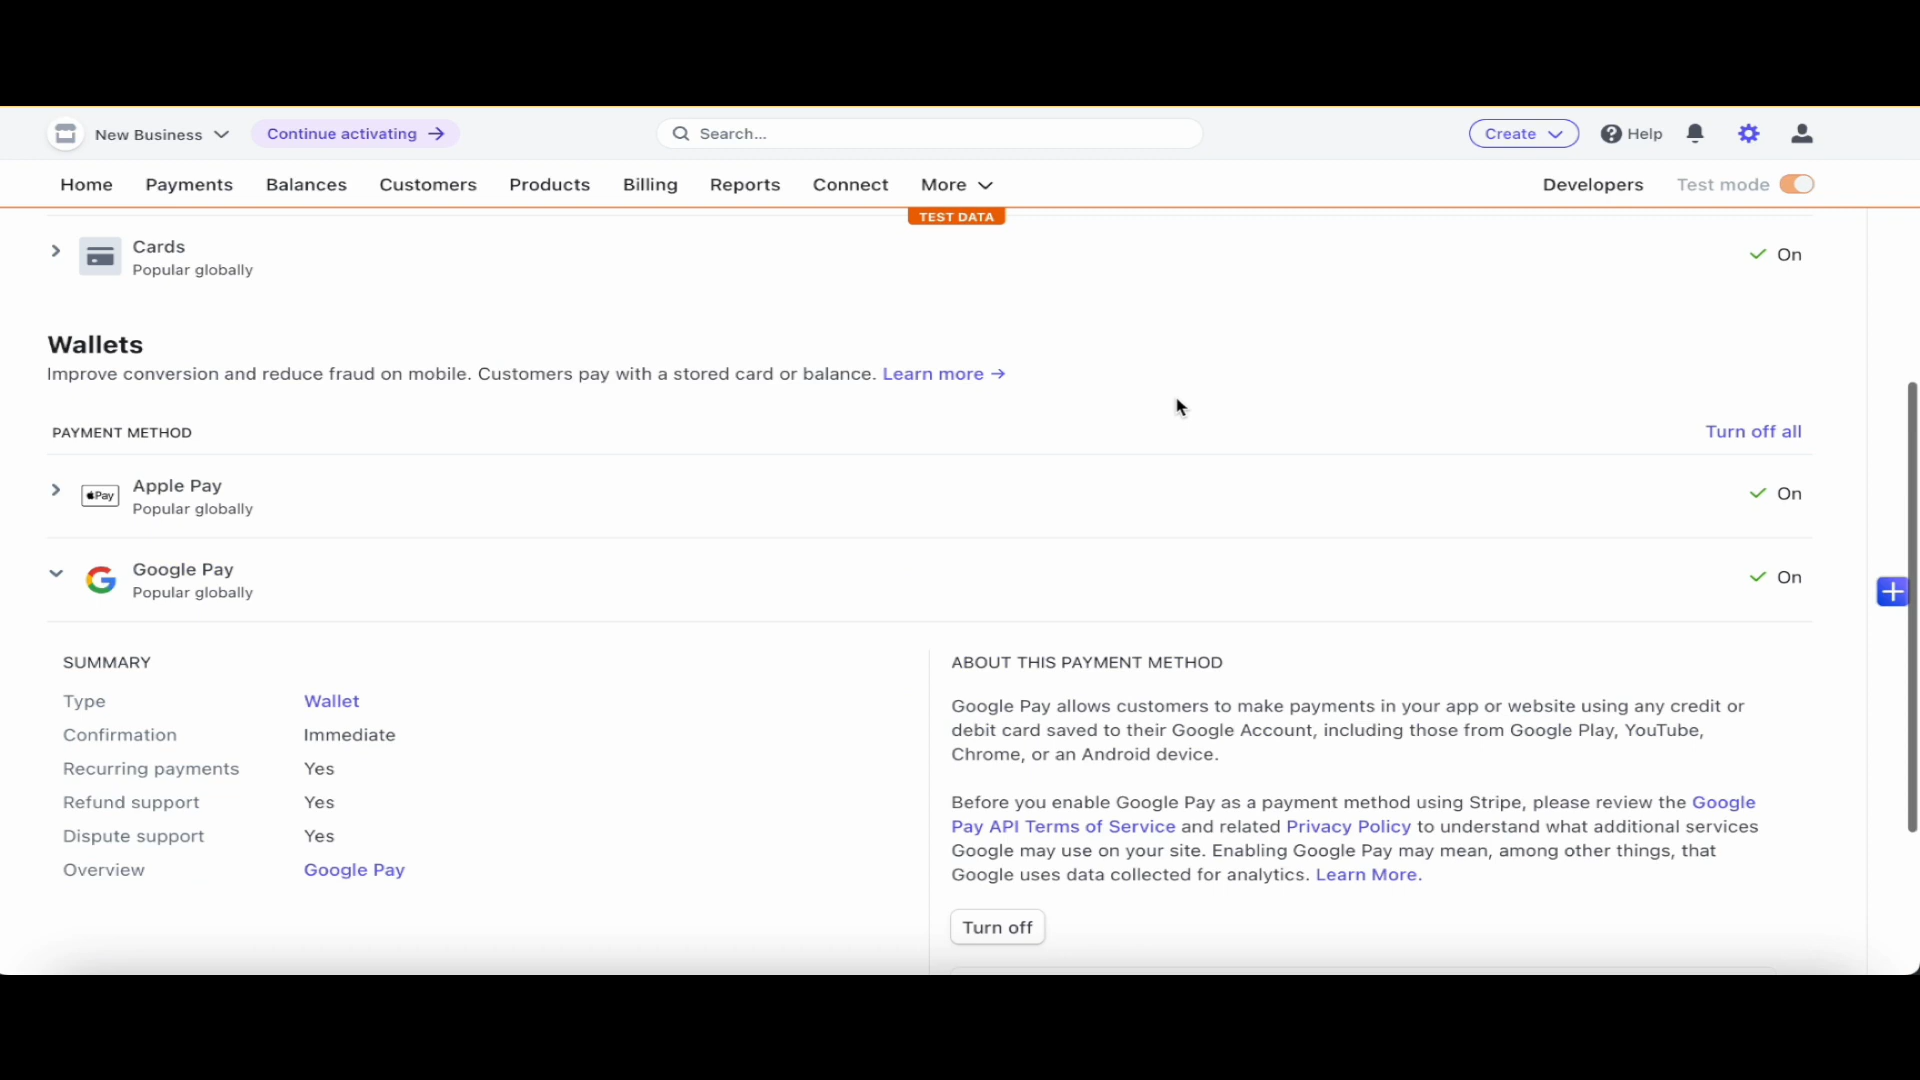 New Business
Continue activating →
Search...
Create
Help
Home
Payments
Balances
Customers
Products
Billing
Reports
Connect
More
Developers
Test mode
TEST DATA
Cards
Popular globally
On
Wallets
Improve conversion and reduce fraud on mobile. Customers pay with a stored card or balance. Learn more →
PAYMENT METHOD
Turn off all
Pay
Apple Pay
Popular globally
On
G
Google Pay
Popular globally
On
SUMMARY
Type Wallet
Confirmation Immediate
Recurring payments Yes
Refund support Yes
Dispute support Yes
Overview Google Pay
ABOUT THIS PAYMENT METHOD
Google Pay allows customers to make payments in your app or website using any credit or
debit card saved to their Google Account, including those from Google Play, YouTube,
Chrome, or an Android device.
Before you enable Google Pay as a payment method using Stripe, please review the Google
Pay API Terms of Service and related Privacy Policy to understand what additional services
Google may use on your site. Enabling Google Pay may mean, among other things, that
Google uses data collected for analytics. Learn More.
Turn off